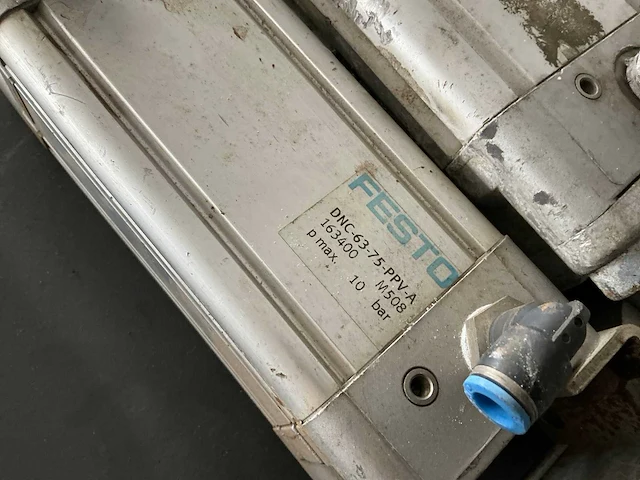 FESTO
DNC-63-75-PPV-A
163400 M508
p max. 10 bar